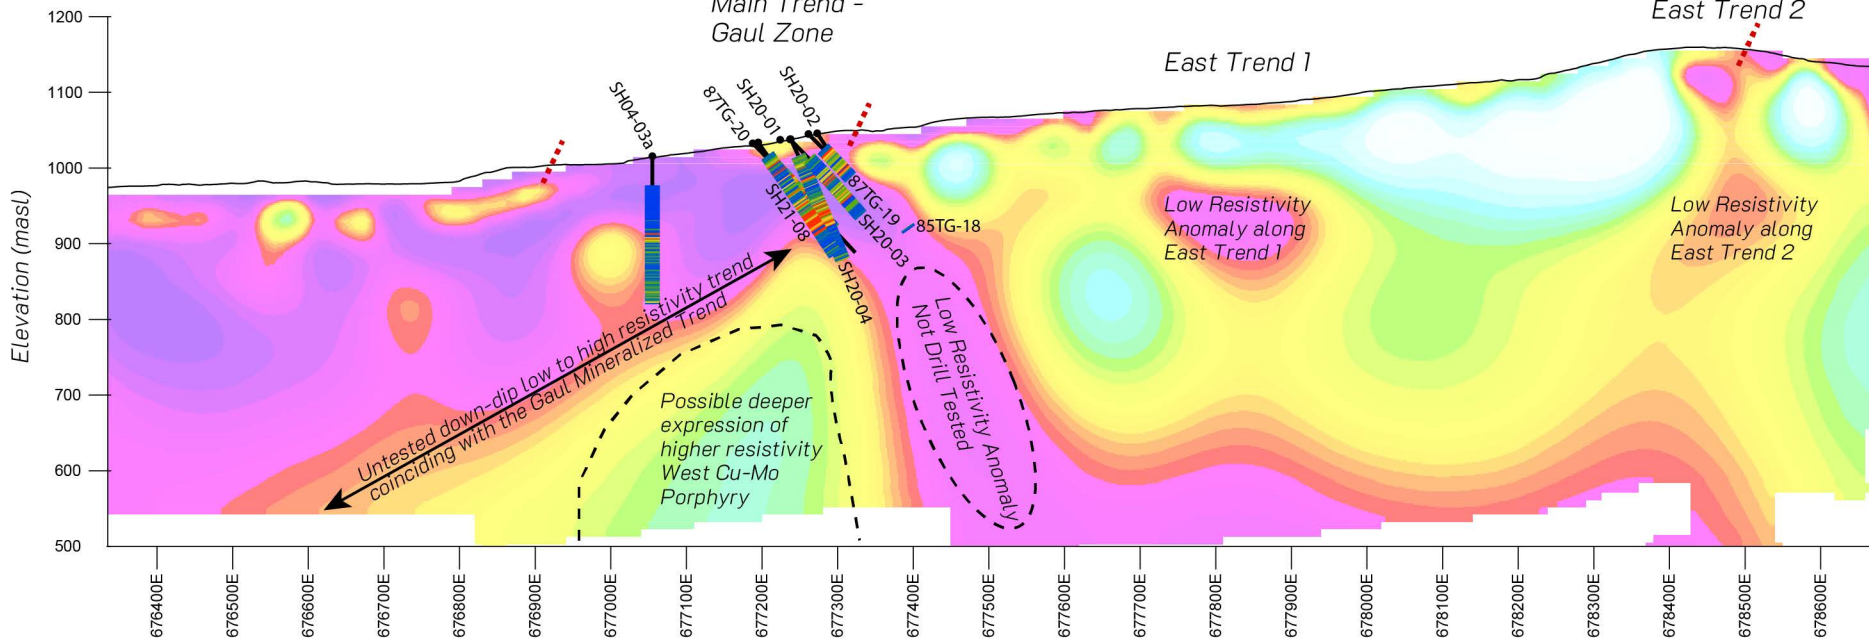 Main Trend -
Gaul Zone
East Trend 1
East Trend 2
1200
1100
1000
900
800
700
600
500
Elevation (masl)
SH04-03a
87TG-20
SH20-01
SH20-02
SH21-08
87TG-19
SH20-03
SH20-04
85TG-18
Untested down-dip low to high resistivity trend
coinciding with the Gaul Mineralized Trend
Possible deeper
expression of
higher resistivity
West Cu-Mo
Porphyry
Low Resistivity Anomaly
Not Drill Tested
Low Resistivity
Anomaly along
East Trend 1
Low Resistivity
Anomaly along
East Trend 2
676400E
676500E
676600E
676700E
676800E
676900E
677000E
677100E
677200E
677300E
677400E
677500E
677600E
677700E
677800E
677900E
678000E
678100E
678200E
678300E
678400E
678500E
678600E